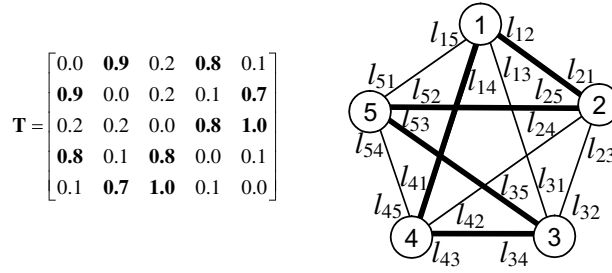 T =
0.0 0.9 0.2 0.8 0.1
0.9 0.0 0.2 0.1 0.7
0.2 0.2 0.0 0.8 1.0
0.8 0.1 0.8 0.0 0.1
0.1 0.7 1.0 0.1 0.0
1
l15 l12
l14 l13
l51 l52 l25 l21
5 2
l53 l24
l54 l23
l41 l35 l31
l45 l42 l32
4 3
l43 l34